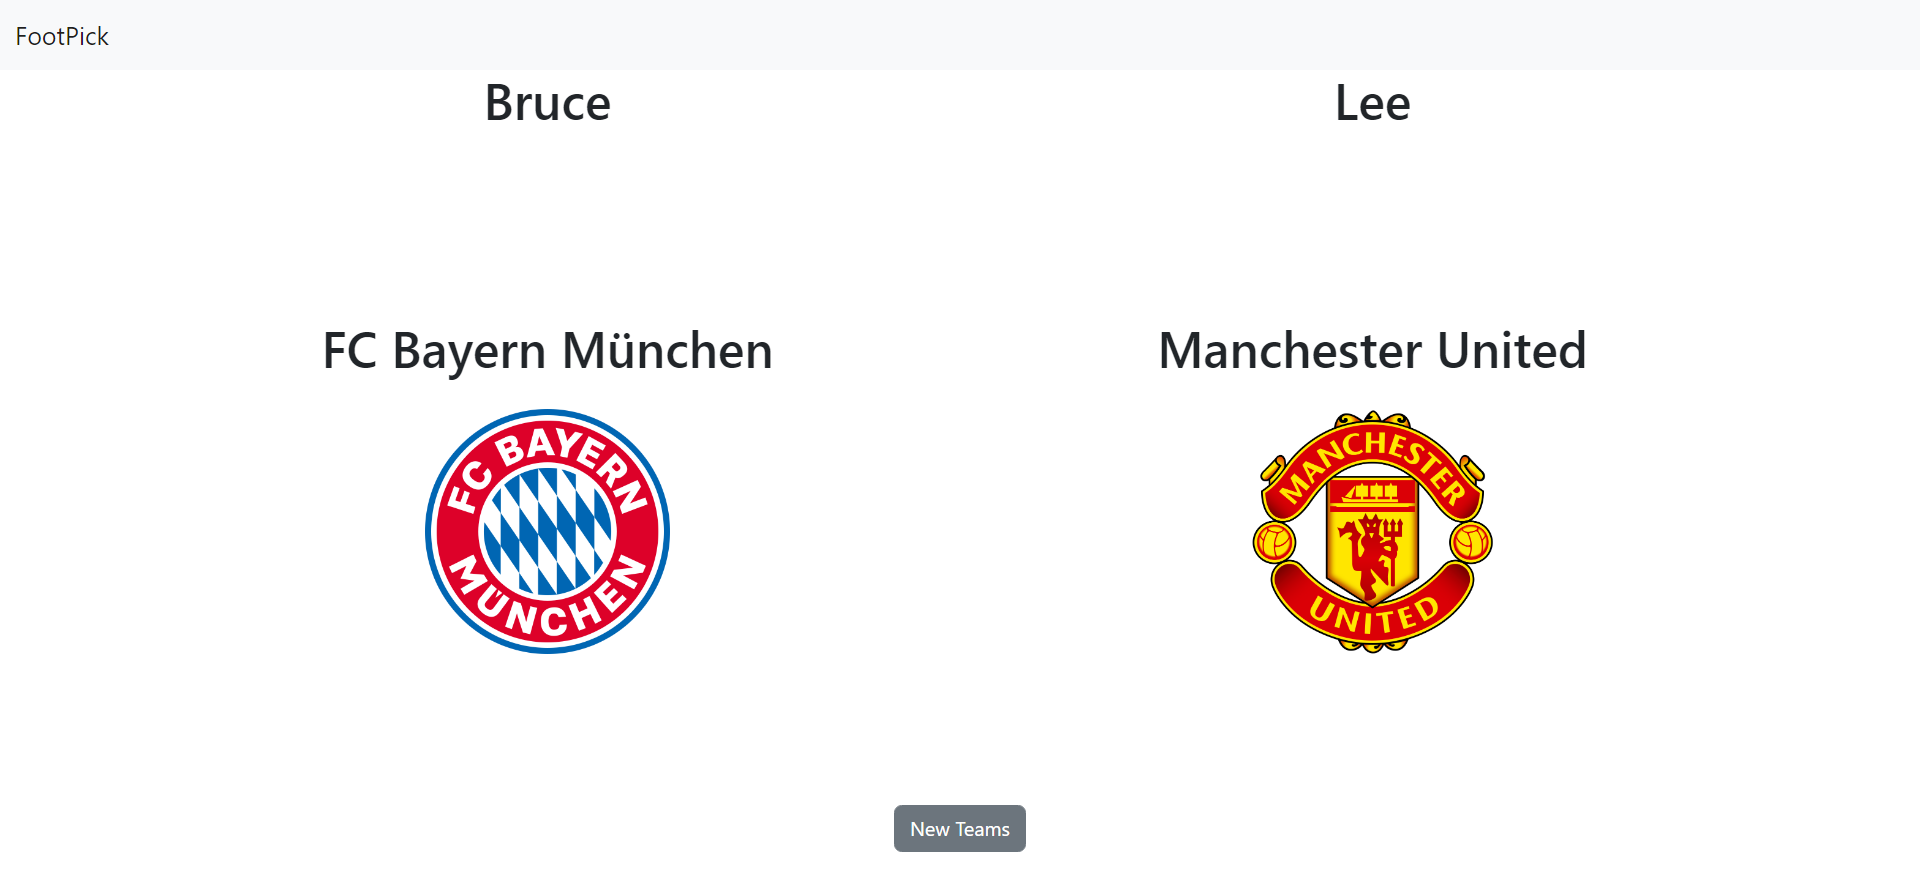 FootPick
Bruce
Lee
FC Bayern München
Manchester United
FC BAYERN
MÜNCHEN
MANCHESTER
UNITED
New Teams